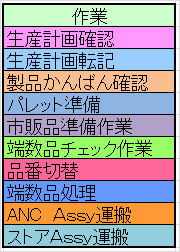 作業
生産計画確認
生産計画転記
製品かんばん確認
パレット準備
市販品準備作業
端数品チェック作業
品番切替
端数品処理
ANC Assy運搬
ストアAssy運搬